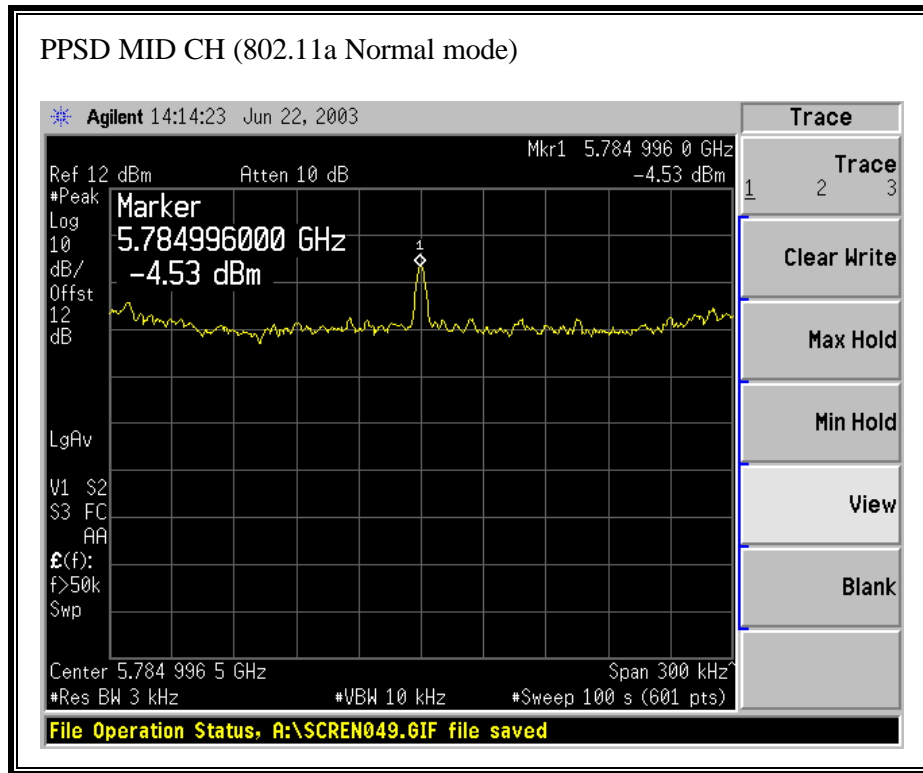 PPSD MID CH (802.11a Normal mode)
Agilent 14:14:23 Jun 22, 2003
Trace
Mkr1 5.784 996 0 GHz
Ref 12 dBm Atten 10 dB -4.53 dBm
#Peak
Log
10
dB/
Offst
12
dB
Marker
5.784996000 GHz
-4.53 dBm
1
LgAv
V1 S2
S3 FC
AA
£(f):
f>50k
Swp
Center 5.784 996 5 GHz Span 300 kHz^
#Res BW 3 kHz #VBW 10 kHz #Sweep 100 s (601 pts)
Trace
1 2 3
Clear Write
Max Hold
Min Hold
View
Blank
File Operation Status, A:\SCREN049.GIF file saved